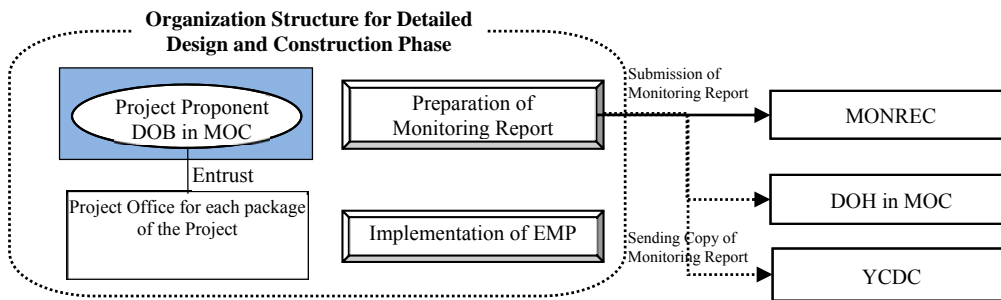 Organization Structure for Detailed
Design and Construction Phase
Project Proponent
DOB in MOC
Entrust
Project Office for each package
of the Project
Preparation of
Monitoring Report
Implementation of EMP
Submission of
Monitoring Report
Sending Copy of
Monitoring Report
MONREC
DOH in MOC
YCDC